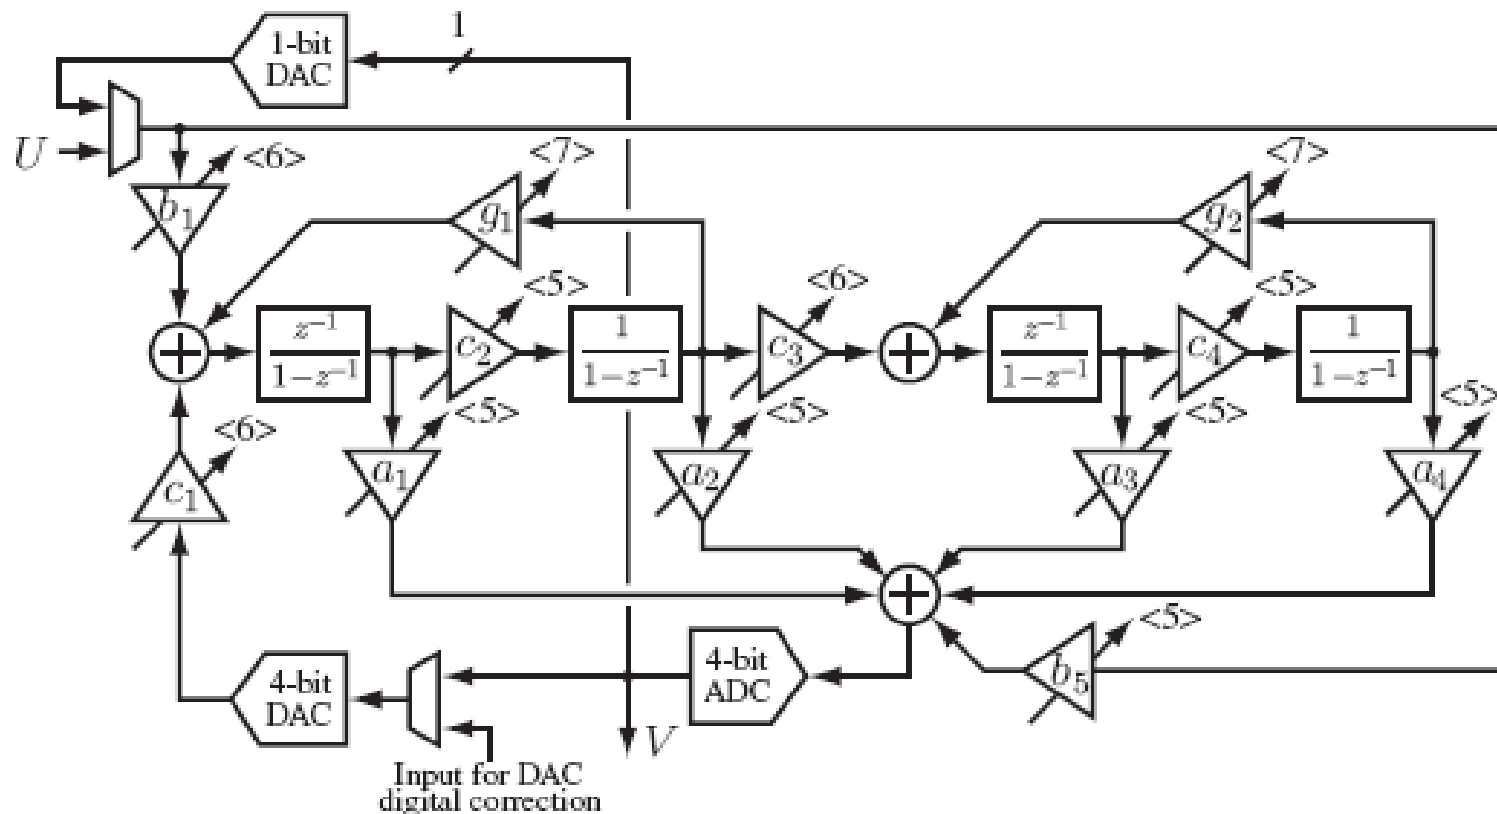 1
1-bit
DAC
U
<6>
b1
<7>
g1
<7>
g2
<5>
<6>
<5>
z−1
1−z−1
c2
1
1−z−1
c3
z−1
1−z−1
c4
1
1−z−1
<6>
c1
<5>
a1
<5>
a2
<5>
a3
<5>
a4
4-bit
DAC
4-bit
ADC
<5>
b5
V
Input for DAC
digital correction